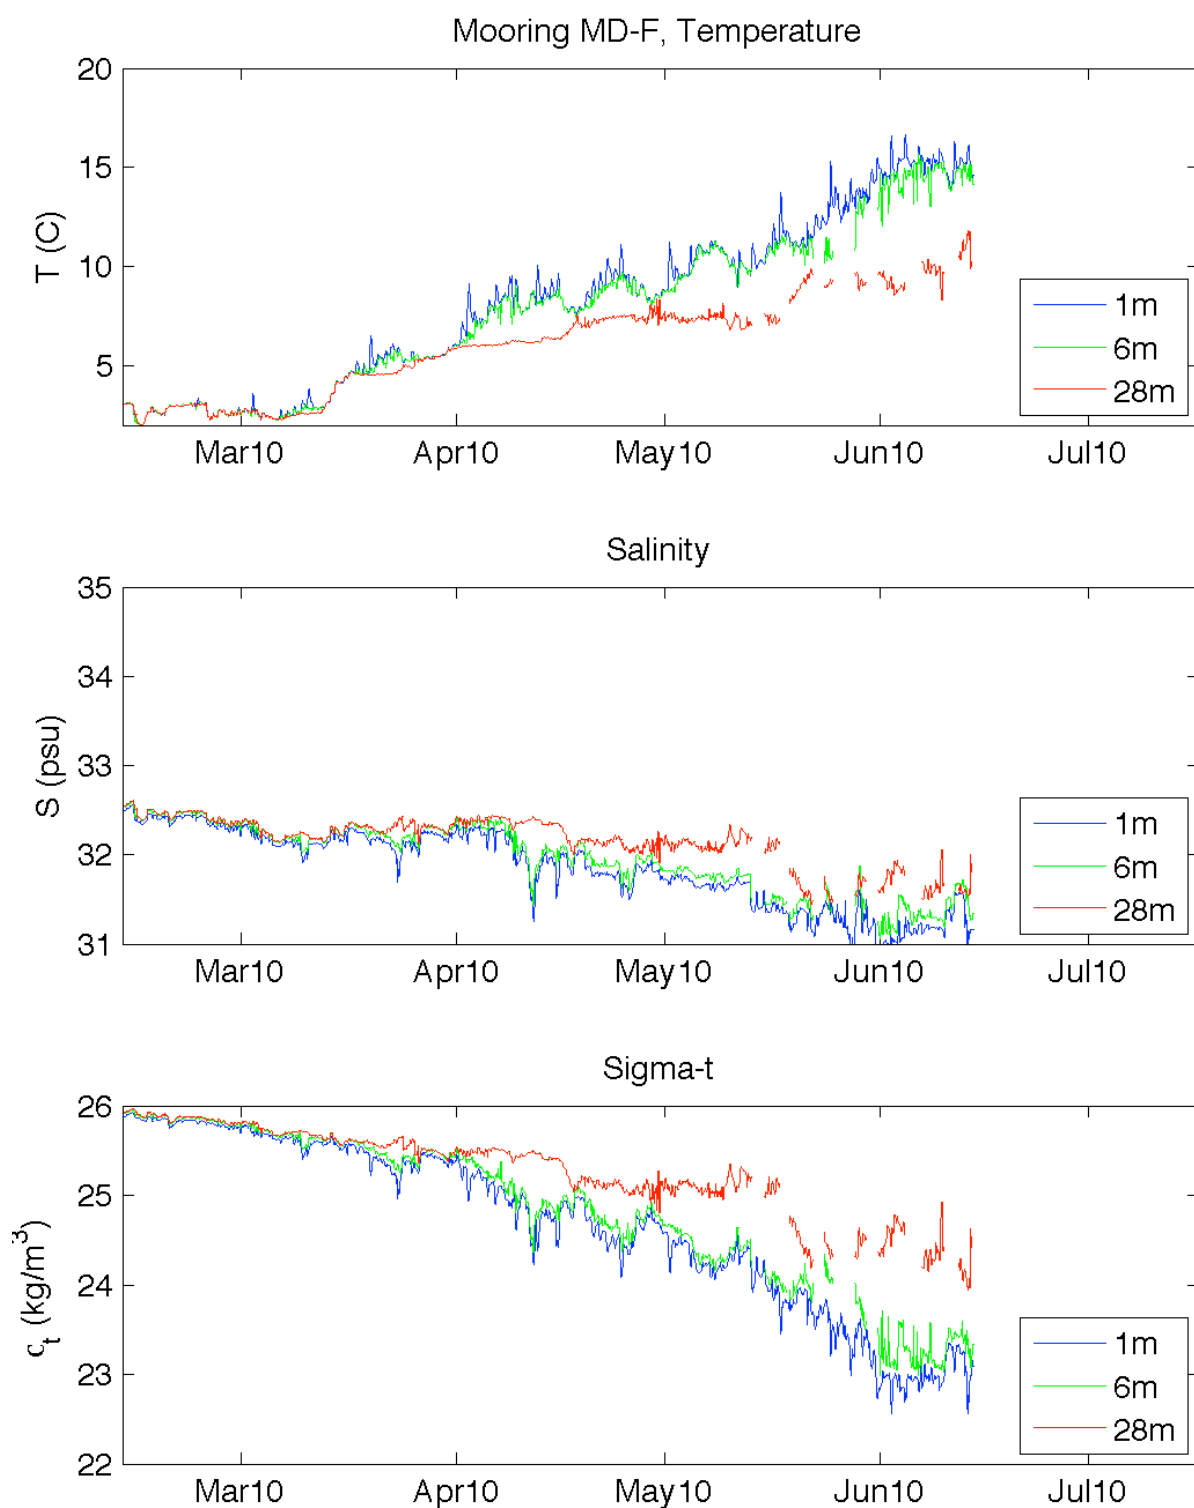 Mooring MD-F, Temperature
20
15
10
5
T (C)
Mar10 Apr10 May10 Jun10 Jul10
1m
6m
28m
Salinity
35
34
33
32
31
S (psu)
Mar10 Apr10 May10 Jun10 Jul10
1m
6m
28m
Sigma-t
26
25
24
23
22
σt (kg/m³)
Mar10 Apr10 May10 Jun10 Jul10
1m
6m
28m